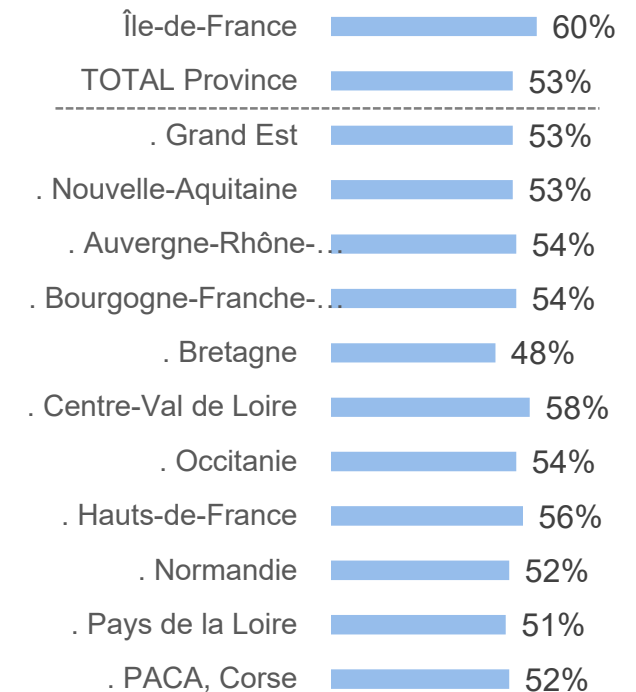 Île-de-France 60%
TOTAL Province 53%
. Grand Est 53%
. Nouvelle-Aquitaine 53%
. Auvergne-Rhône-… 54%
. Bourgogne-Franche-… 54%
. Bretagne 48%
. Centre-Val de Loire 58%
. Occitanie 54%
. Hauts-de-France 56%
. Normandie 52%
. Pays de la Loire 51%
. PACA, Corse 52%